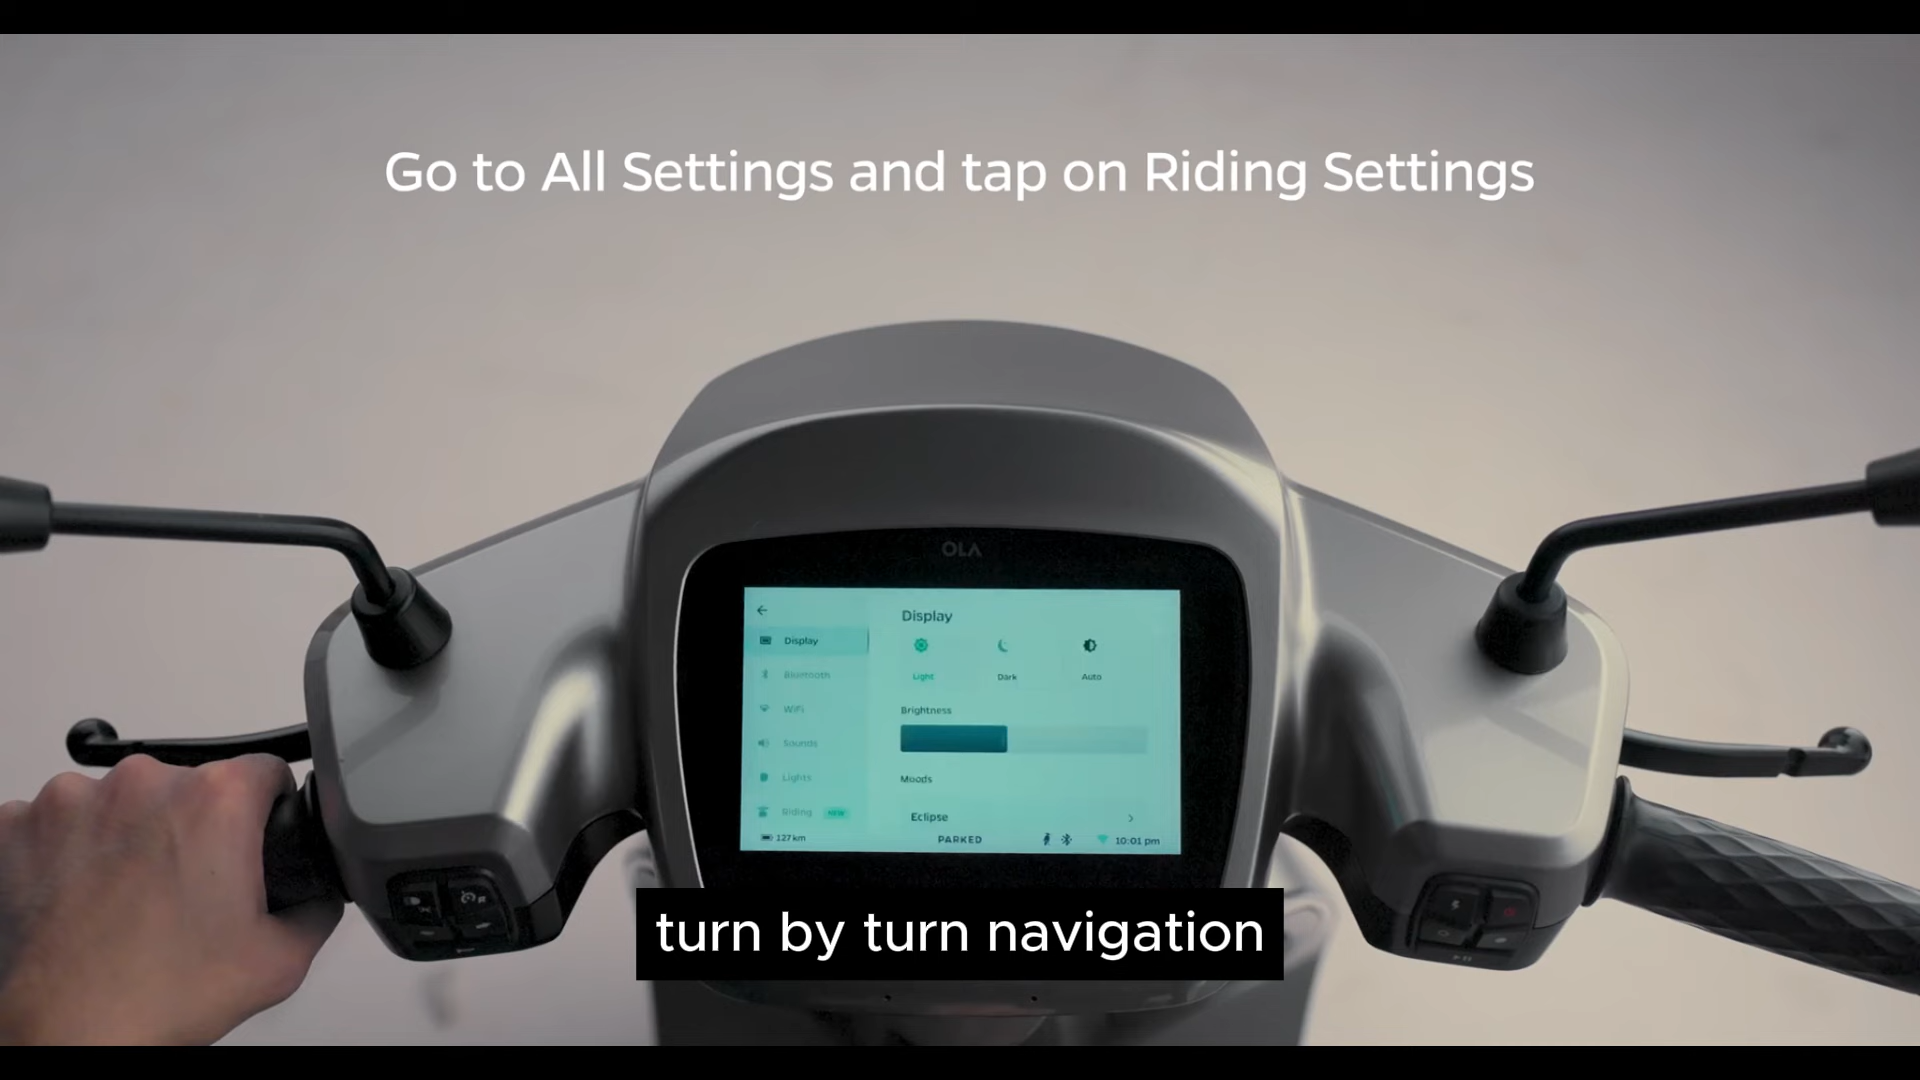 Go to All Settings and tap on Riding Settings
OLA
Display
Display
Light
Dark
Auto
Bluetooth
WiFi
Brightness
Sounds
Lights
Moods
Riding NEW
Eclipse
127 km
PARKED
10:01 pm
turn by turn navigation